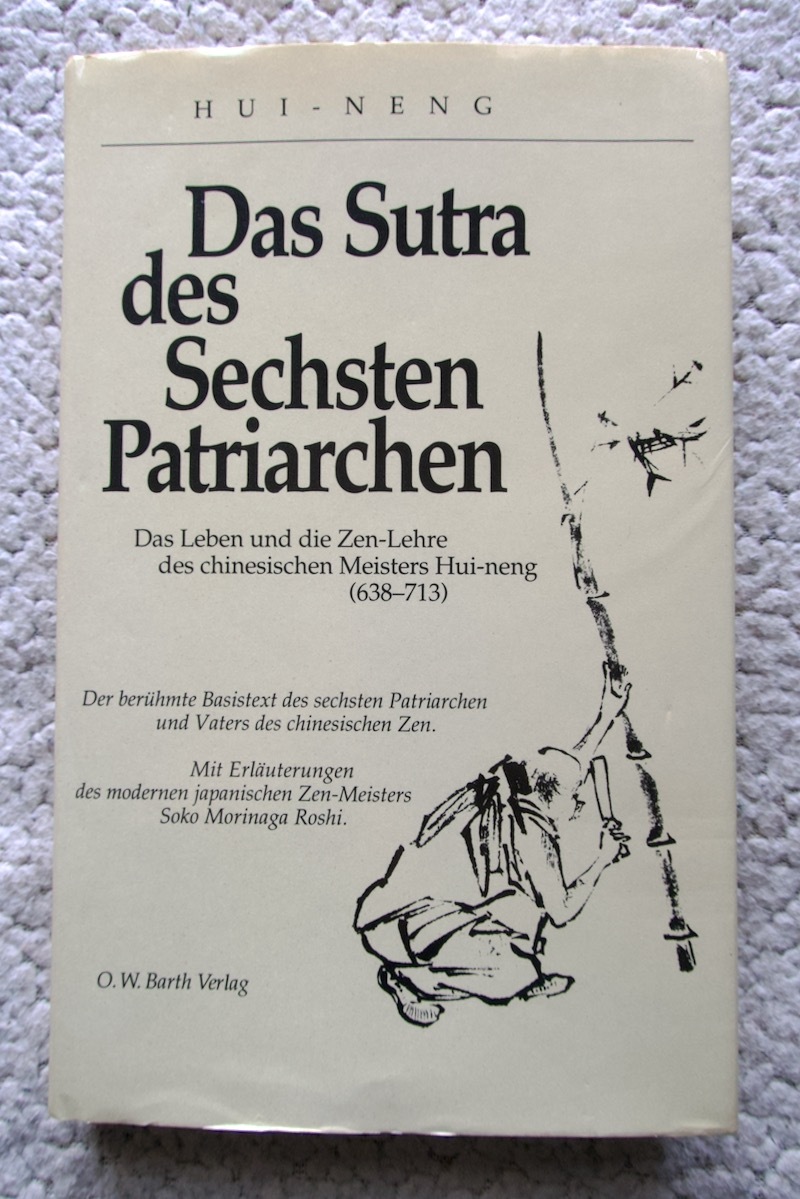 HUI-NENG
Das Sutra
des
Sechsten
Patriarchen
Das Leben und die Zen-Lehre
des chinesischen Meisters Hui-neng
(638–713)
Der berühmte Basistext des sechsten Patriarchen
und Vaters des chinesischen Zen.
Mit Erläuterungen
des modernen japanischen Zen-Meisters
Soko Morinaga Roshi.
O. W. Barth Verlag